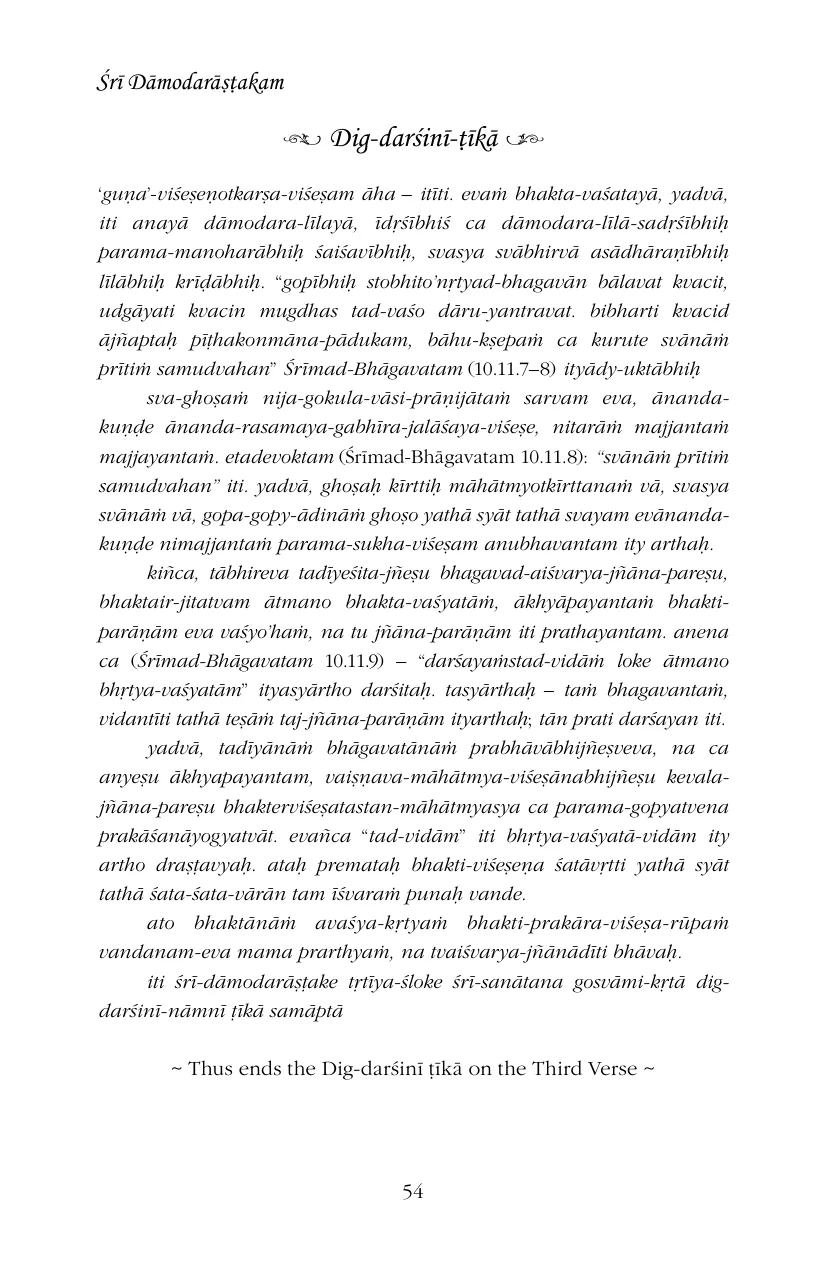 Śrī Dāmodarāṣṭakam
Dig-darśinī-ṭīkā
‘guṇa’-viśeṣeṇotkarṣa-viśeṣam āha – itīti. evaṁ bhakta-vaśatayā, yadvā,
iti anayā dāmodara-līlayā, īdṛśībhiś ca dāmodara-līlā-sadṛśībhiḥ
parama-manoharābhiḥ śaiśavībhiḥ, svasya svābhirvā asādhāraṇībhiḥ
līlābhiḥ krīḍābhiḥ. “gopībhiḥ stobhito’nṛtyad-bhagavān bālavat kvacit,
udgāyati kvacin mugdhas tad-vaśo dāru-yantravat. bibharti kvacid
ājñaptaḥ pīṭhakonmāna-pādukam, bāhu-kṣepaṁ ca kurute svānāṁ
prītiṁ samudvahan” Śrīmad-Bhāgavatam (10.11.7–8) ityādy-uktābhiḥ
sva-ghoṣaṁ nija-gokula-vāsi-prāṇijātaṁ sarvam eva, ānanda-
kuṇḍe ānanda-rasamaya-gabhīra-jalāśaya-viśeṣe, nitarāṁ majjantaṁ
majjayantaṁ. etadevoktam (Śrīmad-Bhāgavatam 10.11.8): “svānāṁ prītiṁ
samudvahan” iti. yadvā, ghoṣaḥ kīrttiḥ māhātmyotkīrttanaṁ vā, svasya
svānāṁ vā, gopa-gopy-ādināṁ ghoṣo yathā syāt tathā svayam evānanda-
kuṇḍe nimajjantaṁ parama-sukha-viśeṣam anubhavantam ity arthaḥ.
kiñca, tābhireva tadīyeśita-jñeṣu bhagavad-aiśvarya-jñāna-pareṣu,
bhaktair-jitatvam ātmano bhakta-vaśyatāṁ, ākhyāpayantaṁ bhakti-
parāṇām eva vaśyo’haṁ, na tu jñāna-parāṇām iti prathayantam. anena
ca (Śrīmad-Bhāgavatam 10.11.9) – “darśayaṁstad-vidāṁ loke ātmano
bhṛtya-vaśyatām” ityasyārtho darśitaḥ. tasyārthaḥ – taṁ bhagavantaṁ,
vidantīti tathā teṣāṁ taj-jñāna-parāṇām ityarthaḥ; tān prati darśayan iti.
yadvā, tadīyānāṁ bhāgavatānāṁ prabhāvābhijñeṣveva, na ca
anyeṣu ākhyapayantam, vaiṣṇava-māhātmya-viśeṣānabhijñeṣu kevala-
jñāna-pareṣu bhakterviśeṣatastan-māhātmyasya ca parama-gopyatvena
prakāśanāyogyatvāt. evañca “tad-vidām” iti bhṛtya-vaśyatā-vidām ity
artho draṣṭavyaḥ. ataḥ premataḥ bhakti-viśeṣeṇa śatāvṛtti yathā syāt
tathā śata-śata-vārān tam īśvaraṁ punaḥ vande.
ato bhaktānāṁ avaśya-kṛtyaṁ bhakti-prakāra-viśeṣa-rūpaṁ
vandanam-eva mama prarthyaṁ, na tvaiśvarya-jñānādīti bhāvaḥ.
iti śrī-dāmodarāṣṭake tṛtīya-śloke śrī-sanātana gosvāmi-kṛtā dig-
darśinī-nāmnī ṭīkā samāptā
~ Thus ends the Dig-darśinī ṭīkā on the Third Verse ~
54